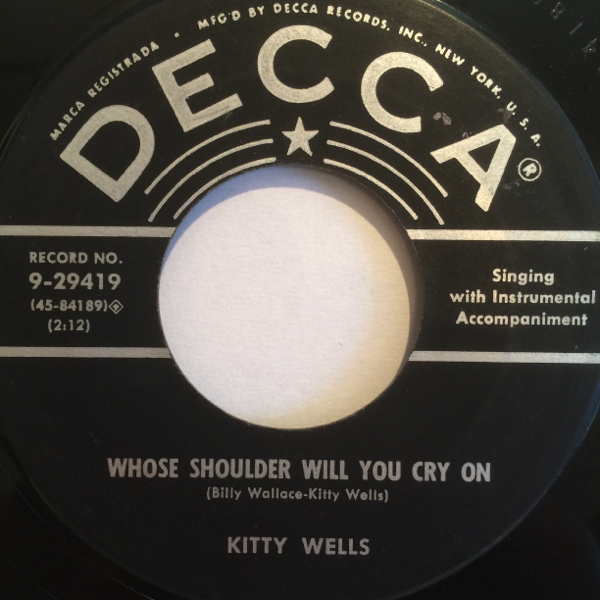 MARCA REGISTRADA • MFG'D BY DECCA RECORDS, INC., NEW YORK, U. S. A.
DECCA®
RECORD NO.
9-29419
(45-84189)
(2:12)
Singing
with Instrumental
Accompaniment
WHOSE SHOULDER WILL YOU CRY ON
(Billy Wallace-Kitty Wells)
KITTY WELLS